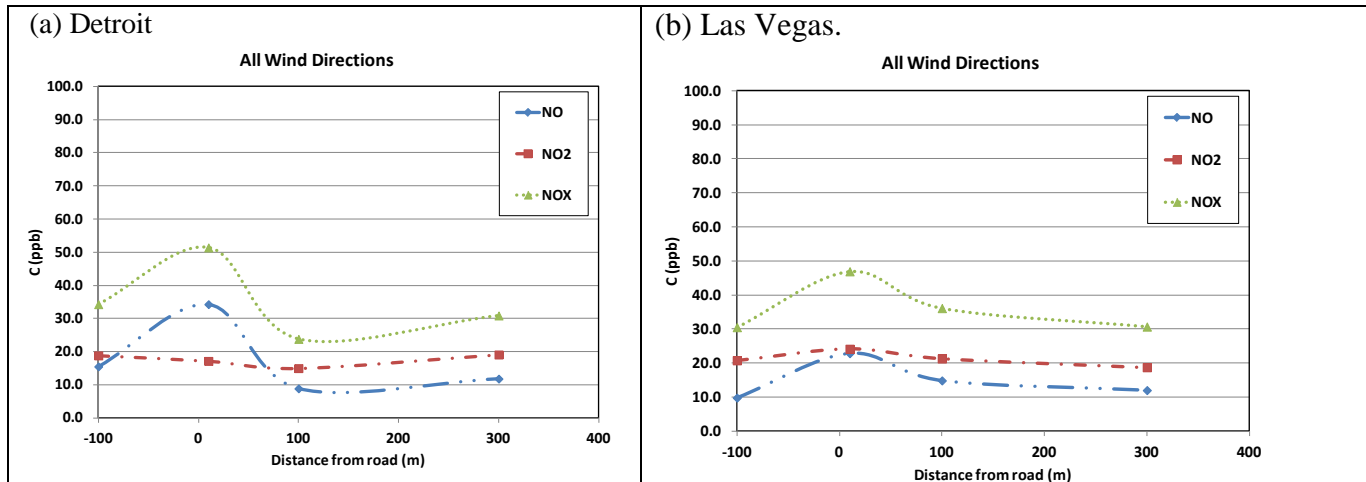 (a) Detroit
All Wind Directions
100.0
90.0
80.0
70.0
60.0
50.0
40.0
30.0
20.0
10.0
0.0
C (ppb)
-100
0
100
200
300
400
Distance from road (m)
NO
NO2
NOX
(b) Las Vegas.
All Wind Directions
100.0
90.0
80.0
70.0
60.0
50.0
40.0
30.0
20.0
10.0
0.0
C (ppb)
-100
0
100
200
300
400
Distance from road (m)
NO
NO2
NOX